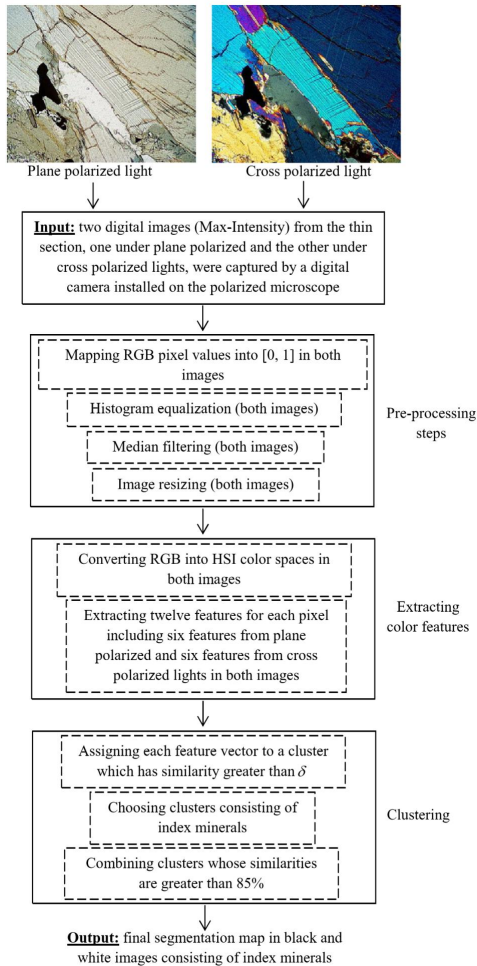 Plane polarized light
Cross polarized light
Input: two digital images (Max-Intensity) from the thin
section, one under plane polarized and the other under
cross polarized lights, were captured by a digital
camera installed on the polarized microscope
Mapping RGB pixel values into [0, 1] in both
images
Histogram equalization (both images)
Median filtering (both images)
Image resizing (both images)
Pre-processing
steps
Converting RGB into HSI color spaces in
both images
Extracting twelve features for each pixel
including six features from plane
polarized and six features from cross
polarized lights in both images
Extracting
color features
Assigning each feature vector to a cluster
which has similarity greater than δ
Choosing clusters consisting of
index minerals
Combining clusters whose similarities
are greater than 85%
Clustering
Output: final segmentation map in black and
white images consisting of index minerals